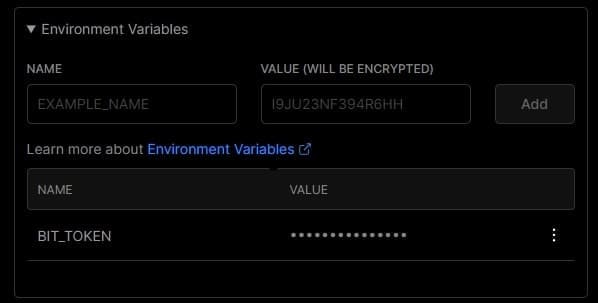 ▼ Environment Variables
NAME VALUE (WILL BE ENCRYPTED)
EXAMPLE_NAME I9JU23NF394R6HH Add
Learn more about Environment Variables
NAME VALUE
BIT_TOKEN •••••••••••••••